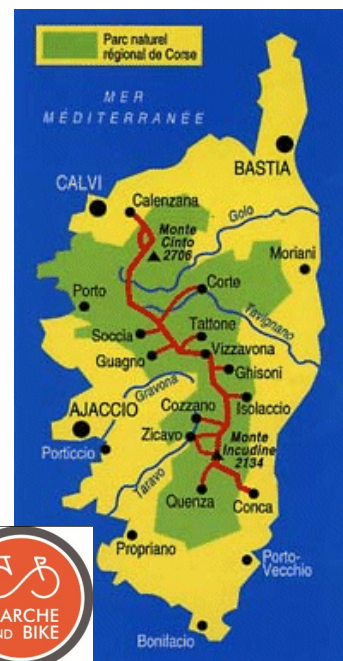 Parc naturel
régional de Corse
MER
MÉDITERRANÉE
BASTIA
CALVI
Calenzana
Golo
Monte
Cinto
2706
Moriani
Corte
Porto
Tavignano
Soccia
Tattone
Guagno
Vizzavona
Ghisoni
Gravona
Cozzano
Isolaccio
AJACCIO
Zicavo
Monte
Incudine
2134
Porticcio
Taravo
Quenza
Conca
Propriano
Porto-
Vecchio
ARCHE
ND BIKE
Bonifacio